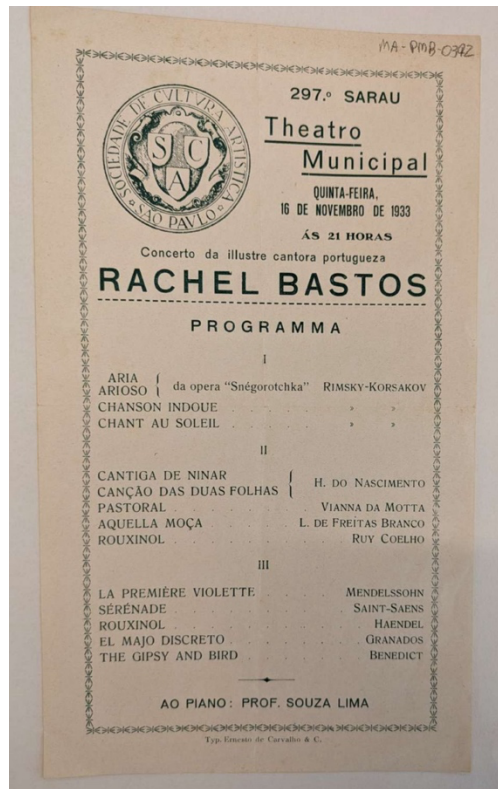 MA-PMB-0392
SOCIEDADE DE CVLTVRA ARTISTICA
SÃO PAVLO
S C
A
297.º SARAU
Theatro
Municipal
QUINTA-FEIRA,
16 DE NOVEMBRO DE 1933
ÁS 21 HORAS
Concerto da illustre cantora portugueza
RACHEL BASTOS
PROGRAMMA
I
ARIA
ARIOSO } da opera "Snégorotchka" RIMSKY-KORSAKOV
CHANSON INDOUE . . . . . . » »
CHANT AU SOLEIL . . . . . . » »
II
CANTIGA DE NINAR
CANÇÃO DAS DUAS FOLHAS } H. DO NASCIMENTO
PASTORAL . . . . . . VIANNA DA MOTTA
AQUELLA MOÇA . . . . . . L. DE FREITAS BRANCO
ROUXINOL . . . . . . RUY COELHO
III
LA PREMIÈRE VIOLETTE . . . . . . MENDELSSOHN
SÉRÉNADE . . . . . . SAINT-SAENS
ROUXINOL . . . . . . HAENDEL
EL MAJO DISCRETO . . . . . . GRANADOS
THE GIPSY AND BIRD . . . . . . BENEDICT
AO PIANO: PROF. SOUZA LIMA
Typ. Ernesto de Carvalho & C.